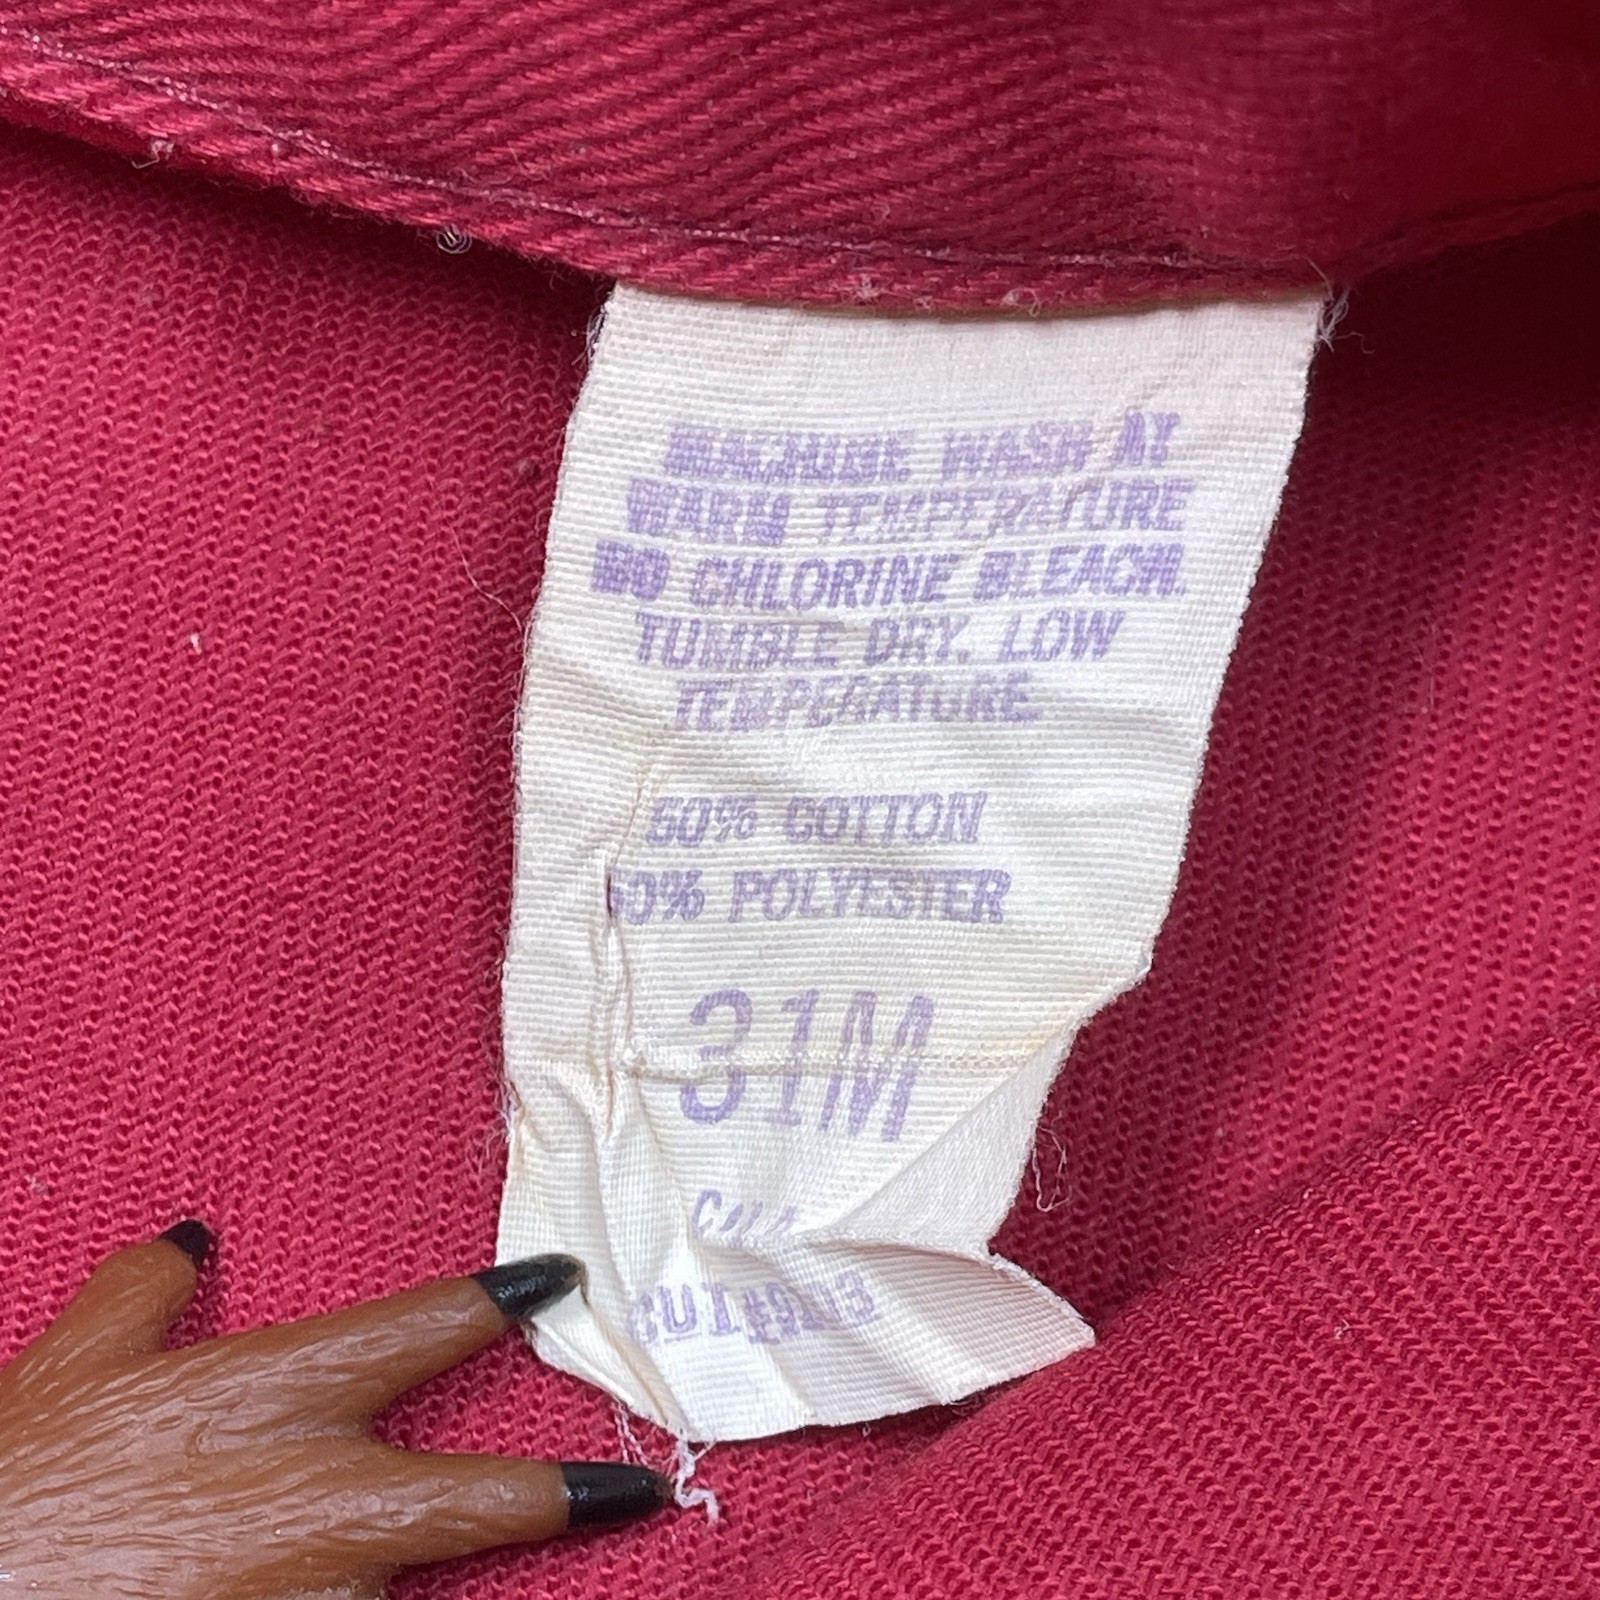 MACHINE WASH AT
WARM TEMPERATURE
NO CHLORINE BLEACH.
TUMBLE DRY, LOW
TEMPERATURE
50% COTTON
50% POLYESTER
31M